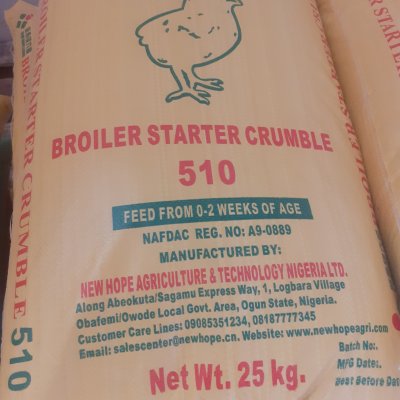 BROILER STARTER CRUMBLE
510
FEED FROM 0-2 WEEKS OF AGE
NAFDAC REG. NO: A9-0889
MANUFACTURED BY:
NEW HOPE AGRICULTURE & TECHNOLOGY NIGERIA LTD.
Along Abeokuta/Sagamu Express Way, 1, Logbara Village
Obafemi/Owode Local Govt. Area, Ogun State, Nigeria.
Customer Care Lines: 09085351234, 08187777345
Email: salescenter@newhope.cn. Website: www.newhopeagri.com
Batch No:.
MFG Date:.
Best Before Dat
Net Wt. 25 kg.
STARTER CRUMBLE 510